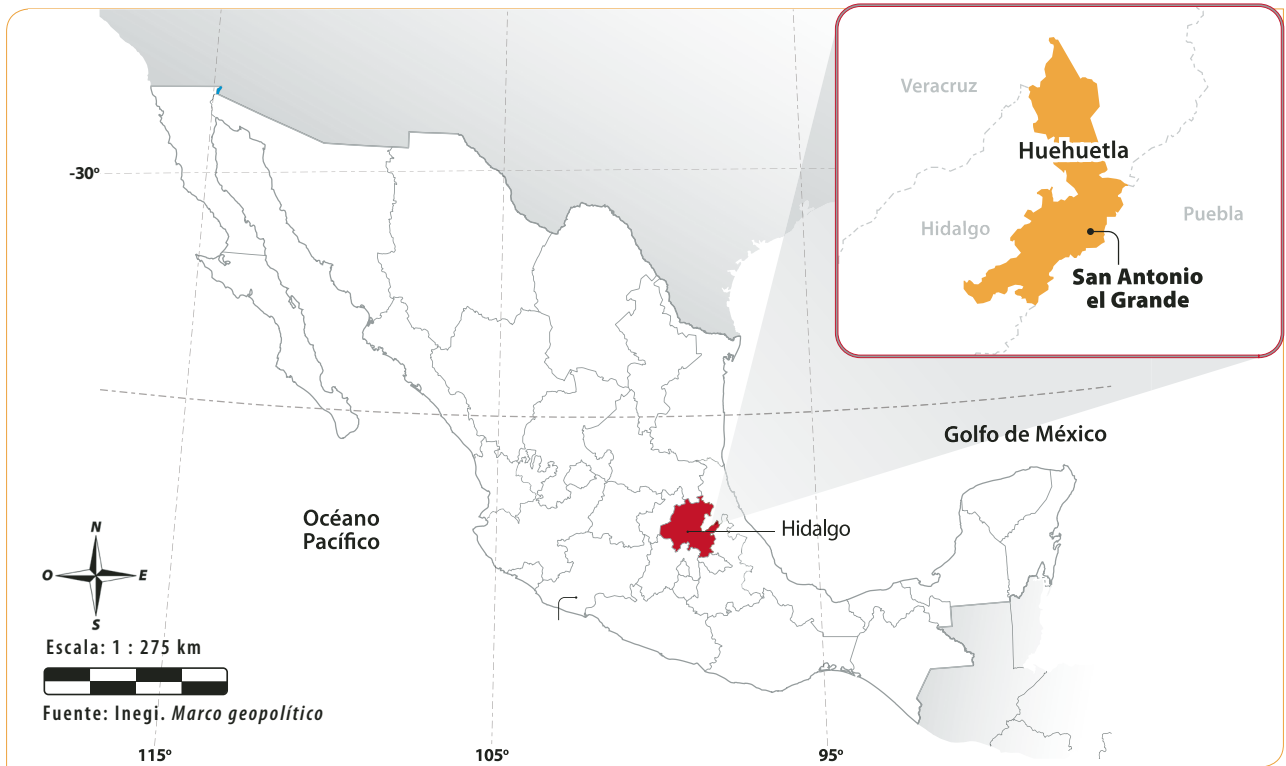 Veracruz
Huehuetla
Hidalgo
Puebla
San Antonio
el Grande
-30º
Golfo de México
Océano
Pacífico
Hidalgo
N
O
E
S
Escala: 1 : 275 km
Fuente: Inegi. Marco geopolítico
115º
105º
95º